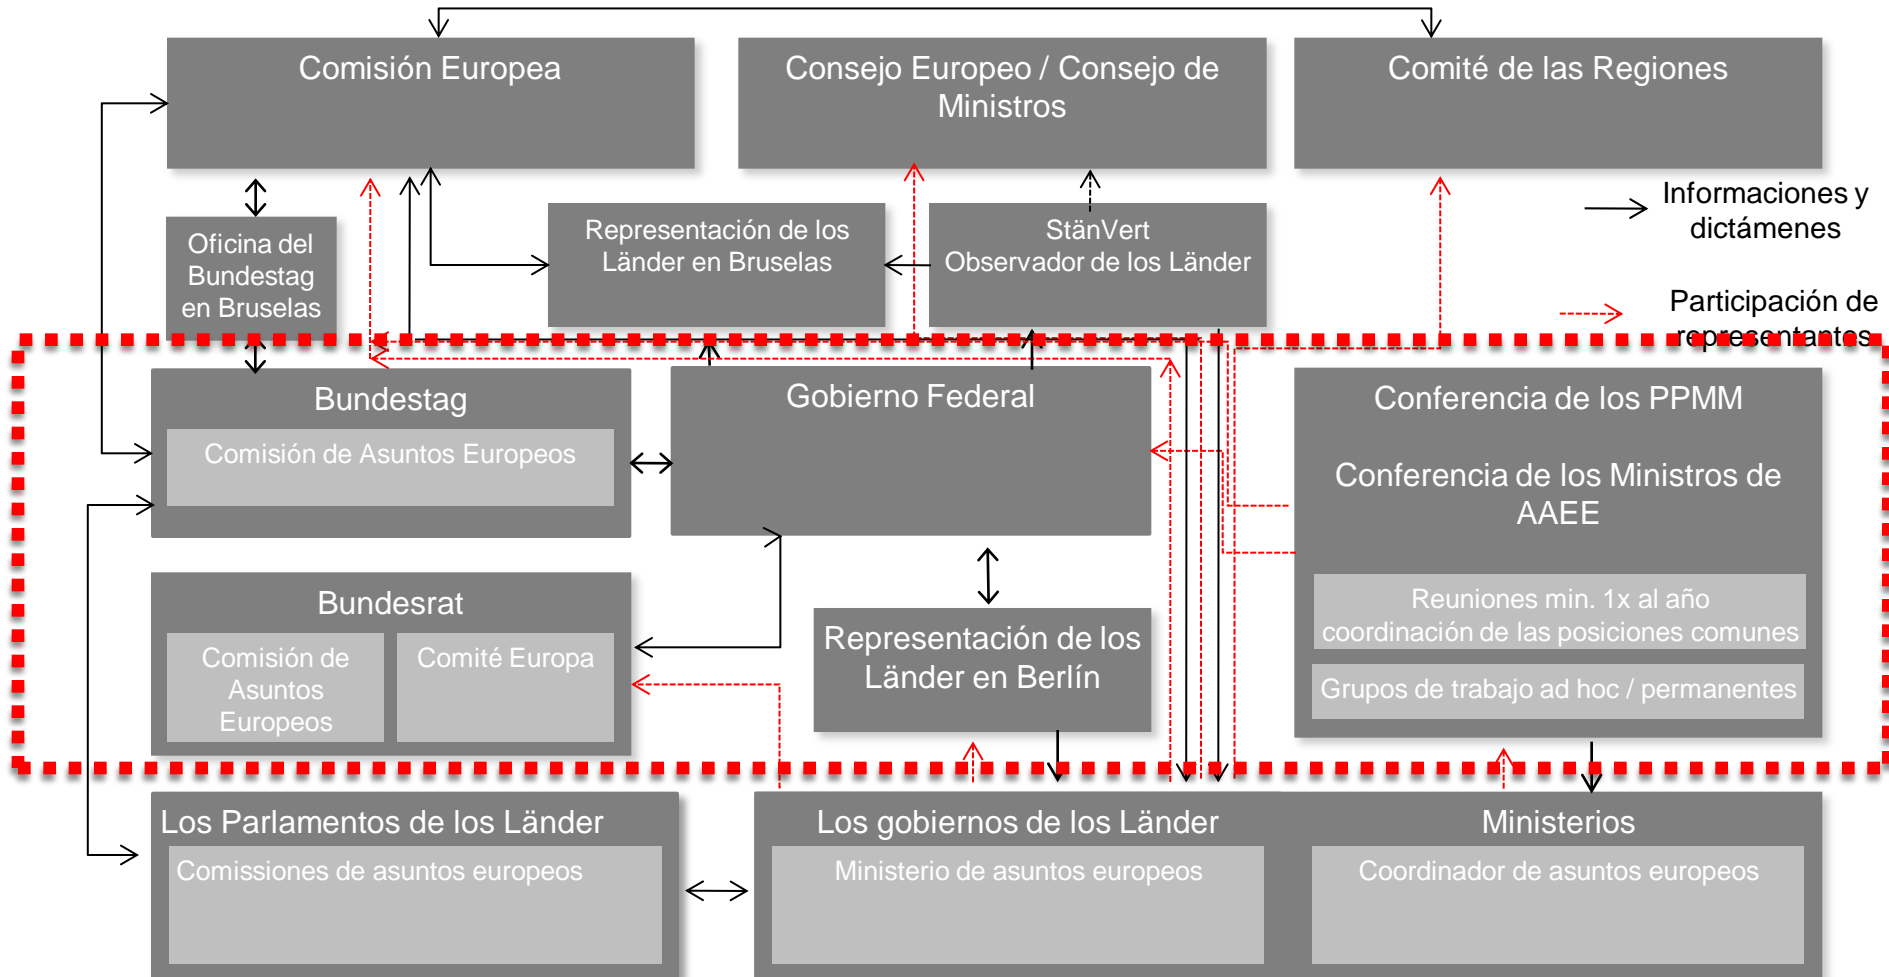 Comisión Europea
Consejo Europeo / Consejo de
Ministros
Comité de las Regiones
Informaciones y
dictámenes
Participación de
representantes
Oficina del
Bundestag
en Bruselas
Representación de los
Länder en Bruselas
StänVert
Observador de los Länder
Bundestag
Comisión de Asuntos Europeos
Gobierno Federal
Conferencia de los PPMM
Conferencia de los Ministros de
AAEE
Reuniones min. 1x al año
coordinación de las posiciones comunes
Grupos de trabajo ad hoc / permanentes
Bundesrat
Comisión de
Asuntos
Europeos
Comité Europa
Representación de los
Länder en Berlín
Los Parlamentos de los Länder
Comissiones de asuntos europeos
Los gobiernos de los Länder
Ministerio de asuntos europeos
Ministerios
Coordinador de asuntos europeos